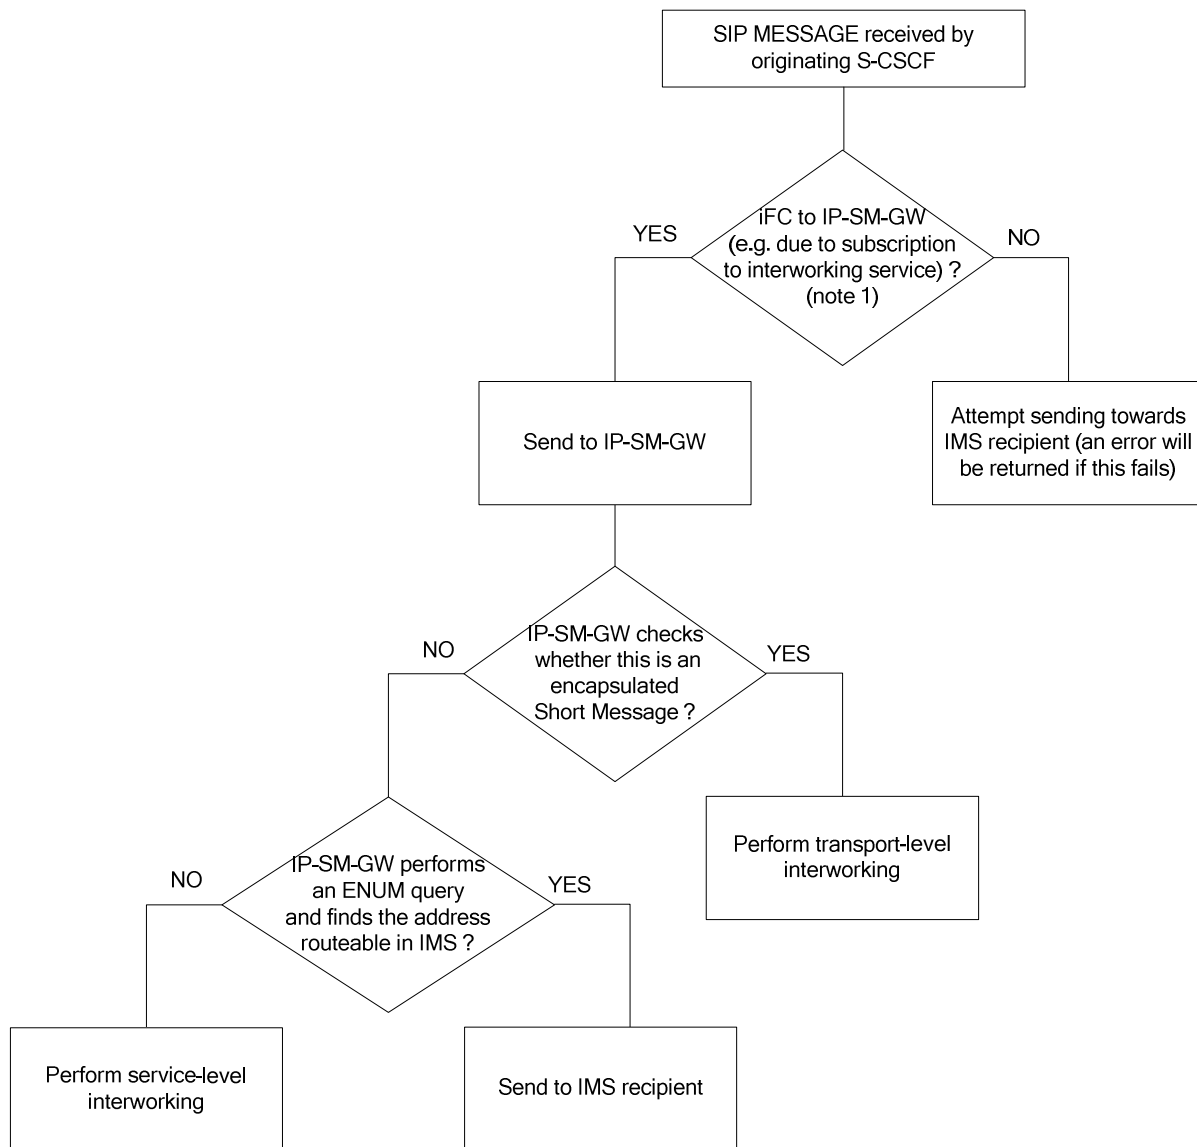 SIP MESSAGE received by
originating S-CSCF
iFC to IP-SM-GW
(e.g. due to subscription
to interworking service) ?
(note 1)
YES
NO
Send to IP-SM-GW
Attempt sending towards
IMS recipient (an error will
be returned if this fails)
IP-SM-GW checks
whether this is an
encapsulated
Short Message ?
NO
YES
Perform transport-level
interworking
IP-SM-GW performs
an ENUM query
and finds the address
routeable in IMS ?
NO
YES
Perform service-level
interworking
Send to IMS recipient